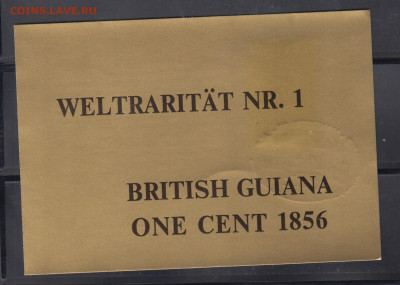 COINS.LAVE.RU
WELTRARITÄT NR. 1
BRITISH GUIANA
ONE CENT 1856